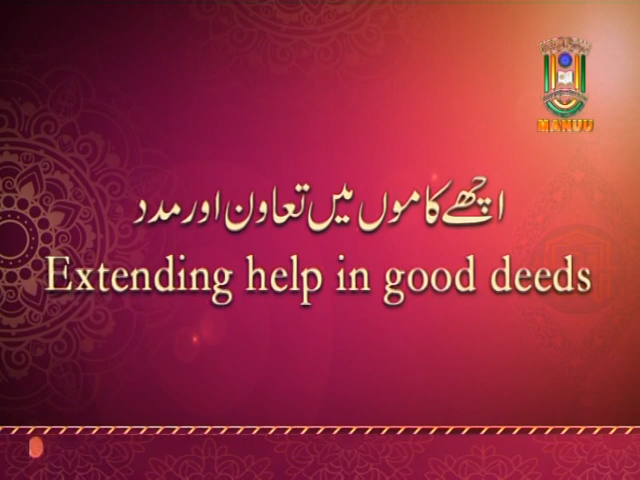 MANUU
اچھے کاموں میں تعاون اور مدد
Extending help in good deeds